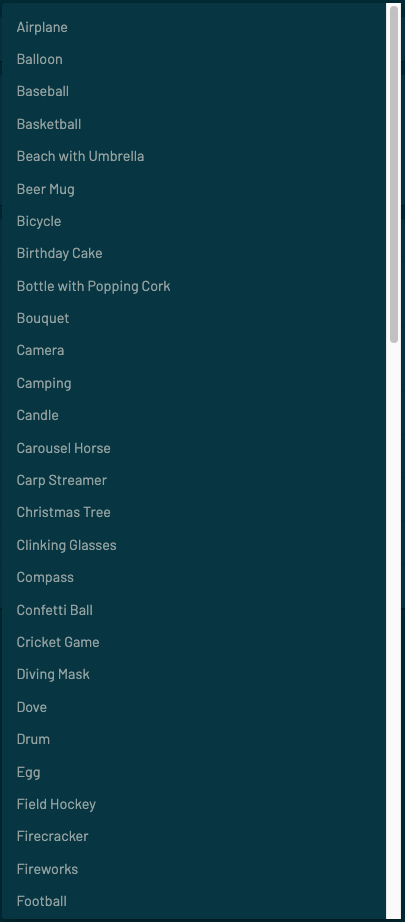 Airplane
Balloon
Baseball
Basketball
Beach with Umbrella
Beer Mug
Bicycle
Birthday Cake
Bottle with Popping Cork
Bouquet
Camera
Camping
Candle
Carousel Horse
Carp Streamer
Christmas Tree
Clinking Glasses
Compass
Confetti Ball
Cricket Game
Diving Mask
Dove
Drum
Egg
Field Hockey
Firecracker
Fireworks
Football